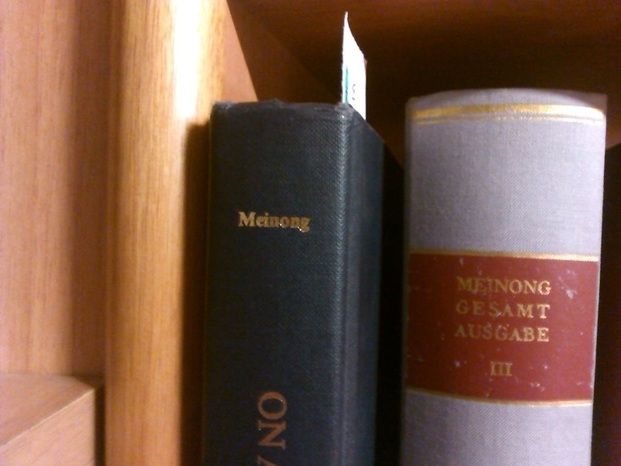 Meinong
ON
MEINONG
GESAMT
AUSGABE
III